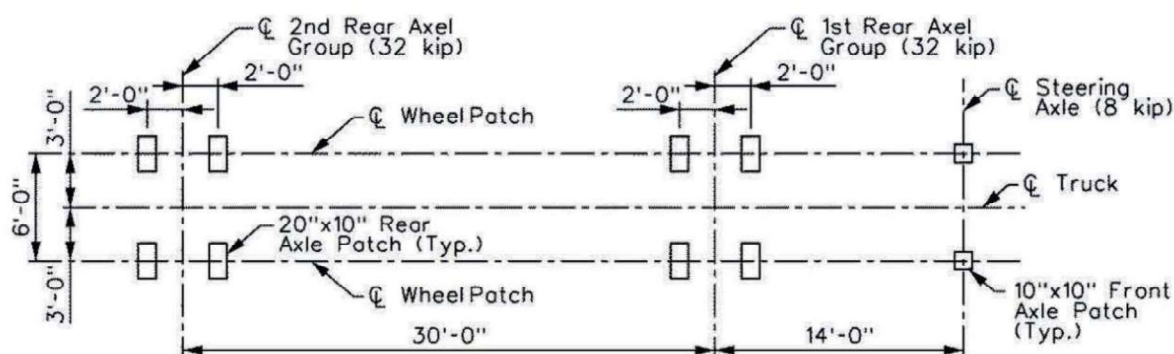 ℄ 2nd Rear Axel
Group (32 kip)
℄ 1st Rear Axel
Group (32 kip)
2'-0"
2'-0"
2'-0"
2'-0"
℄ Steering
Axle (8 kip)
3'-0"
℄ Wheel Patch
6'-0"
℄ Truck
20"x10" Rear
Axle Patch (Typ.)
3'-0"
℄ Wheel Patch
10"x10" Front
Axle Patch
(Typ.)
30'-0"
14'-0"